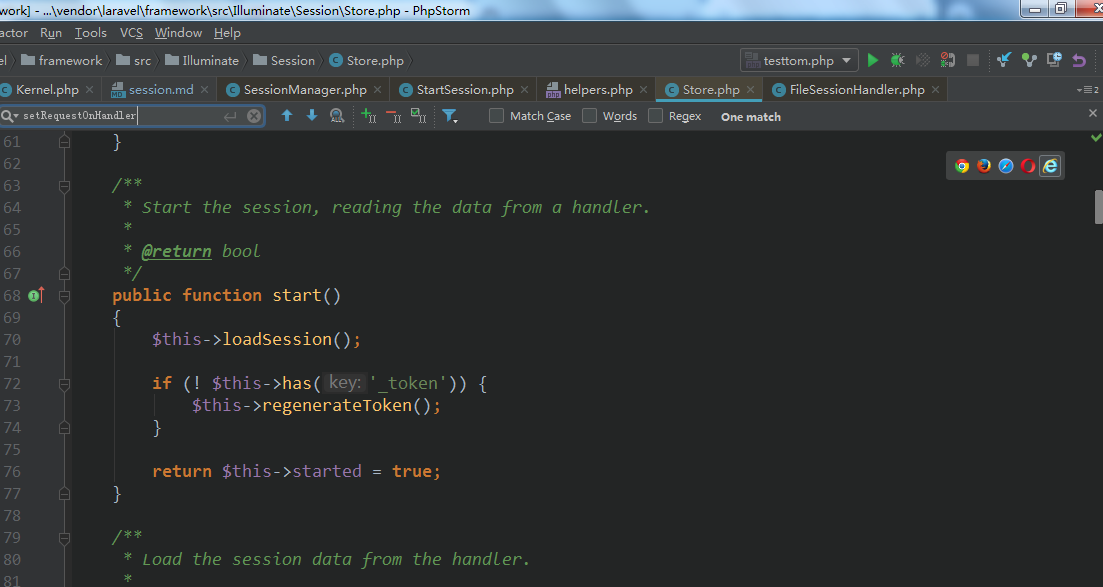 work] - ...\vendor\laravel\framework\src\Illuminate\Session\Store.php - PhpStorm
actor Run Tools VCS Window Help
el framework src Illuminate Session Store.php testtom.php
Kernel.php session.md SessionManager.php StartSession.php helpers.php Store.php FileSessionHandler.php 2
setRequestOnHandler Match Case Words Regex One match
61 }
62
63 /**
64 * Start the session, reading the data from a handler.
65 *
66 * @return bool
67 */
68 public function start()
69 {
70 $this->loadSession();
71
72 if (! $this->has( key: '_token')) {
73 $this->regenerateToken();
74 }
75
76 return $this->started = true;
77 }
78
79 /**
80 * Load the session data from the handler.
81 *